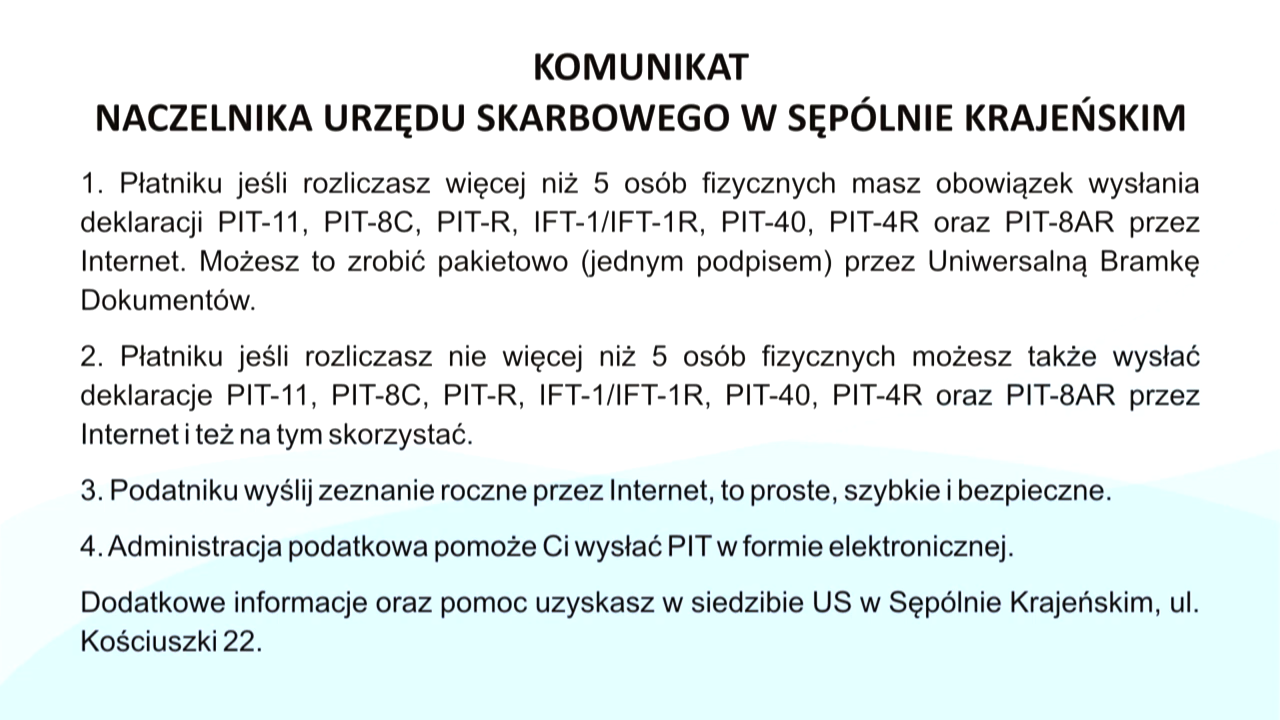 KOMUNIKAT
NACZELNIKA URZĘDU SKARBOWEGO W SĘPÓLNIE KRAJEŃSKIM
1. Płatniku jeśli rozliczasz więcej niż 5 osób fizycznych masz obowiązek wysłania
deklaracji PIT-11, PIT-8C, PIT-R, IFT-1/IFT-1R, PIT-40, PIT-4R oraz PIT-8AR przez
Internet. Możesz to zrobić pakietowo (jednym podpisem) przez Uniwersalną Bramkę
Dokumentów.
2. Płatniku jeśli rozliczasz nie więcej niż 5 osób fizycznych możesz także wysłać
deklaracje PIT-11, PIT-8C, PIT-R, IFT-1/IFT-1R, PIT-40, PIT-4R oraz PIT-8AR przez
Internet i też na tym skorzystać.
3. Podatniku wyślij zeznanie roczne przez Internet, to proste, szybkie i bezpieczne.
4. Administracja podatkowa pomoże Ci wysłać PIT w formie elektronicznej.
Dodatkowe informacje oraz pomoc uzyskasz w siedzibie US w Sępólnie Krajeńskim, ul.
Kościuszki 22.